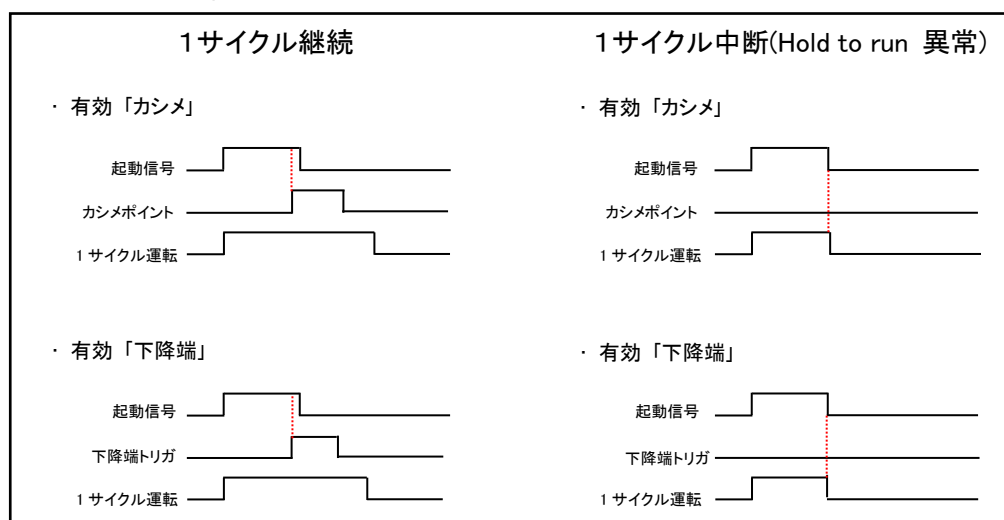 １サイクル継続
・ 有効 「カシメ」
起動信号
カシメポイント
1 サイクル運転
・ 有効 「下降端」
起動信号
下降端トリガ
1 サイクル運転
１サイクル中断(Hold to run 異常)
・ 有効 「カシメ」
起動信号
カシメポイント
1 サイクル運転
・ 有効 「下降端」
起動信号
下降端トリガ
1 サイクル運転